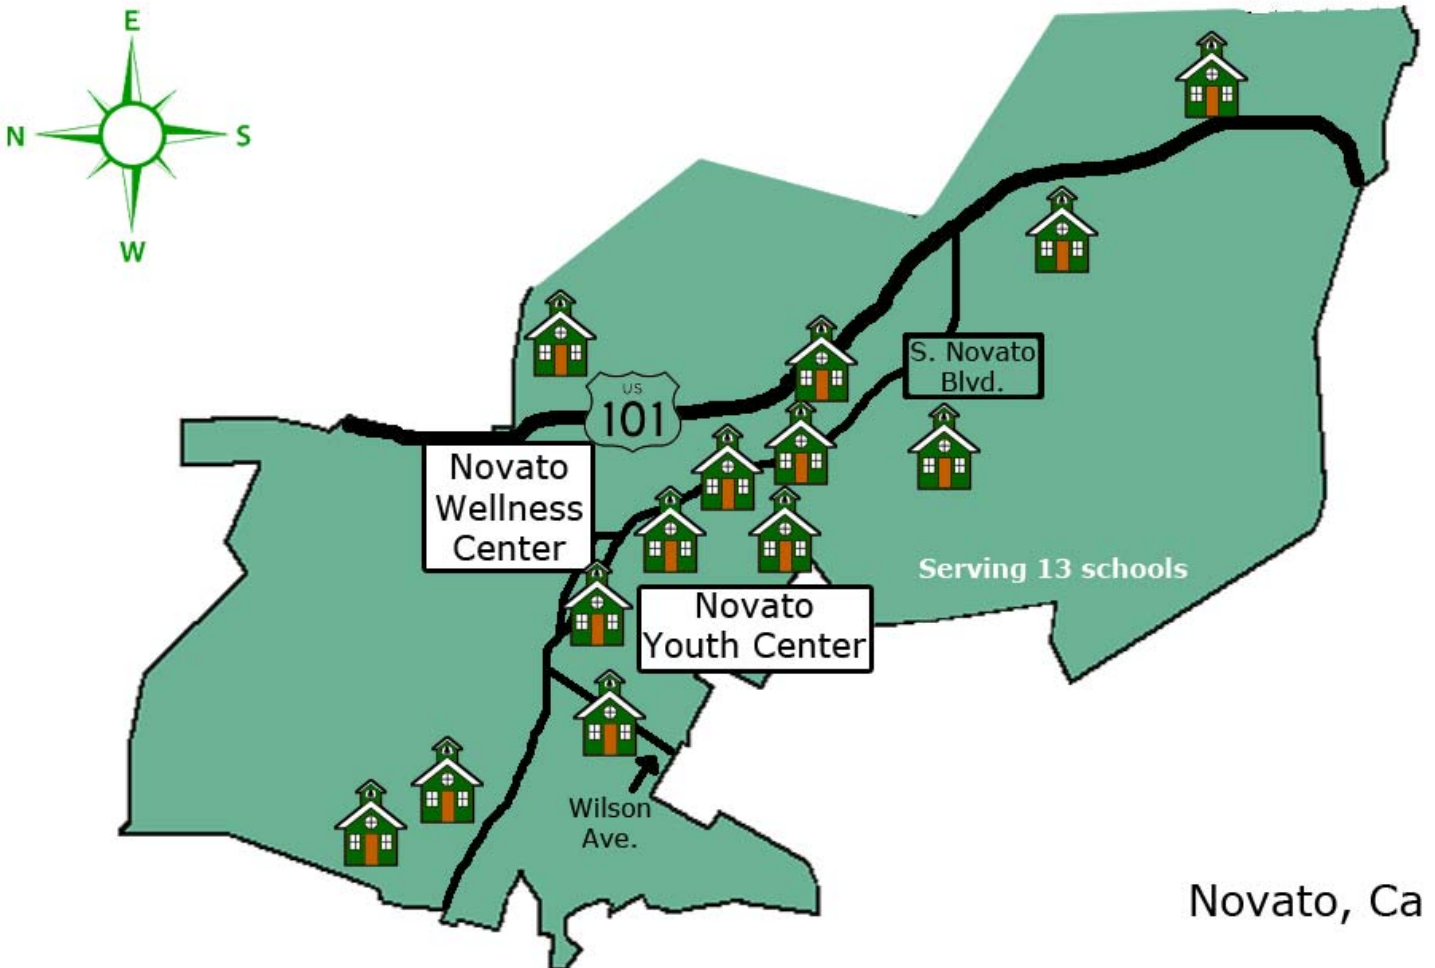 E
N
S
W
US
101
S. Novato
Blvd.
Novato
Wellness
Center
Serving 13 schools
Novato
Youth Center
Wilson
Ave.
Novato, Ca